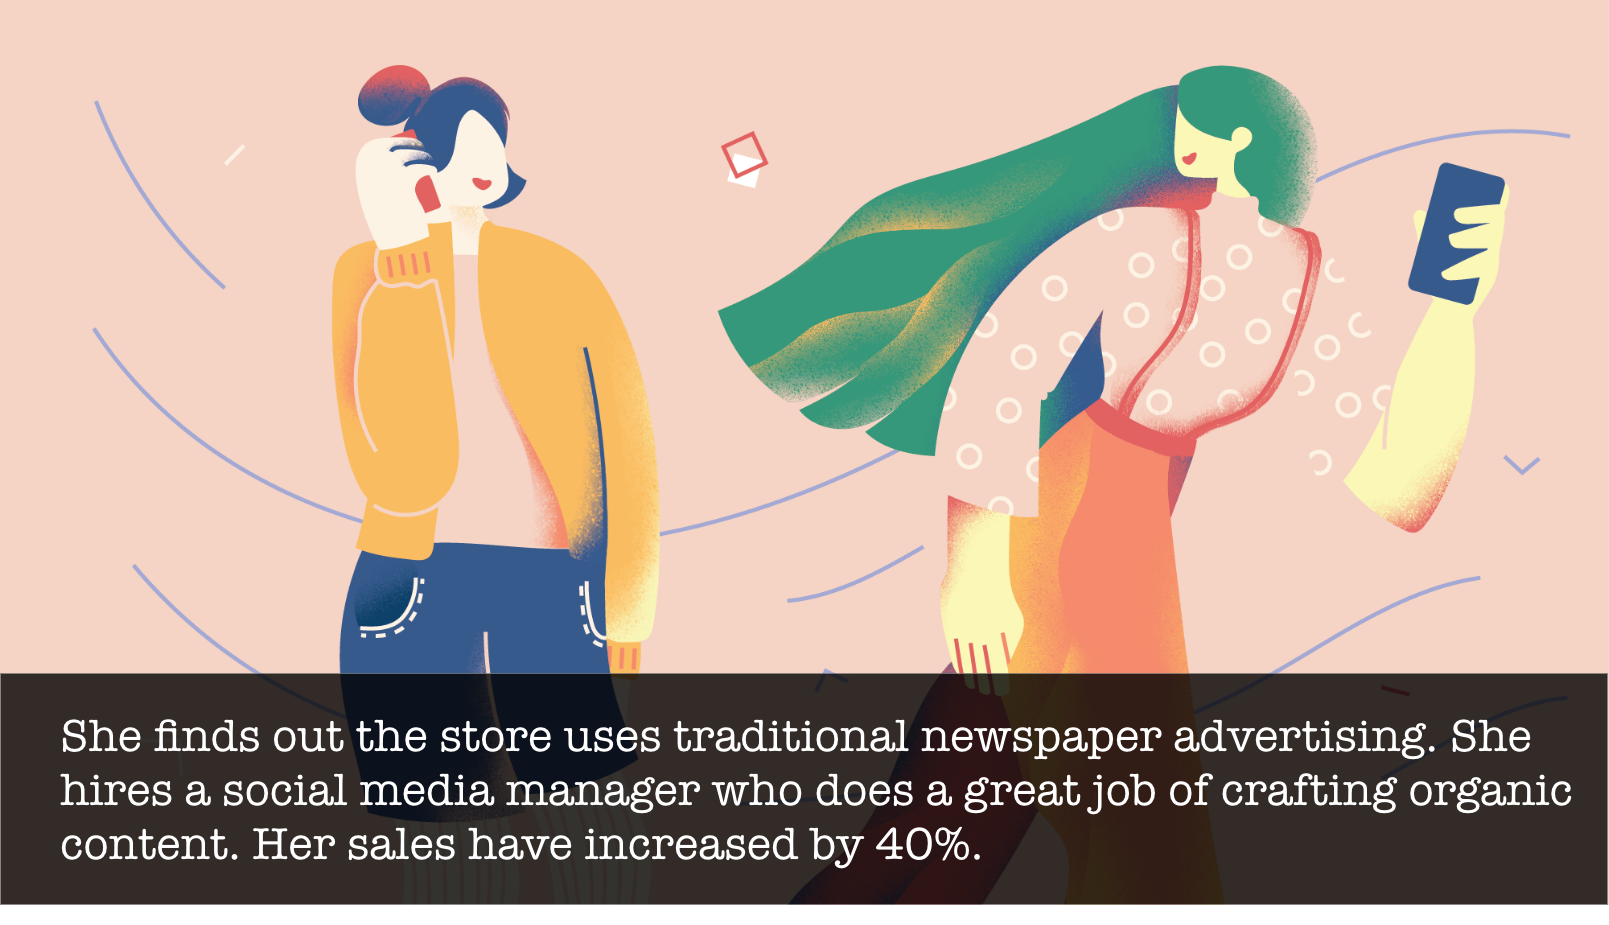 She finds out the store uses traditional newspaper advertising. She
hires a social media manager who does a great job of crafting organic
content. Her sales have increased by 40%.